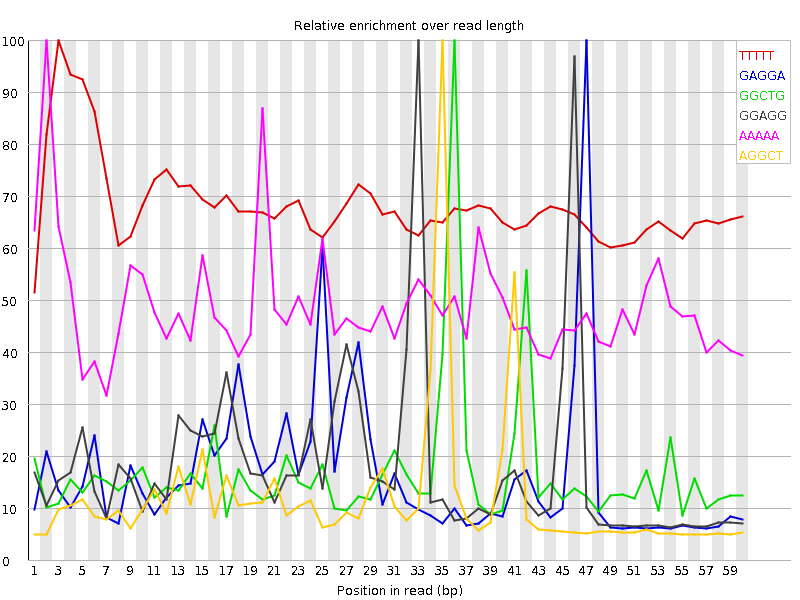 Relative enrichment over read length
100
90
80
70
60
50
40
30
20
10
0
TTTTT
GAGGA
GGCTG
GGAGG
AAAAA
AGGCT
1 3 5 7 9 11 13 15 17 19 21 23 25 27 29 31 33 35 37 39 41 43 45 47 49 51 53 55 57 59
Position in read (bp)